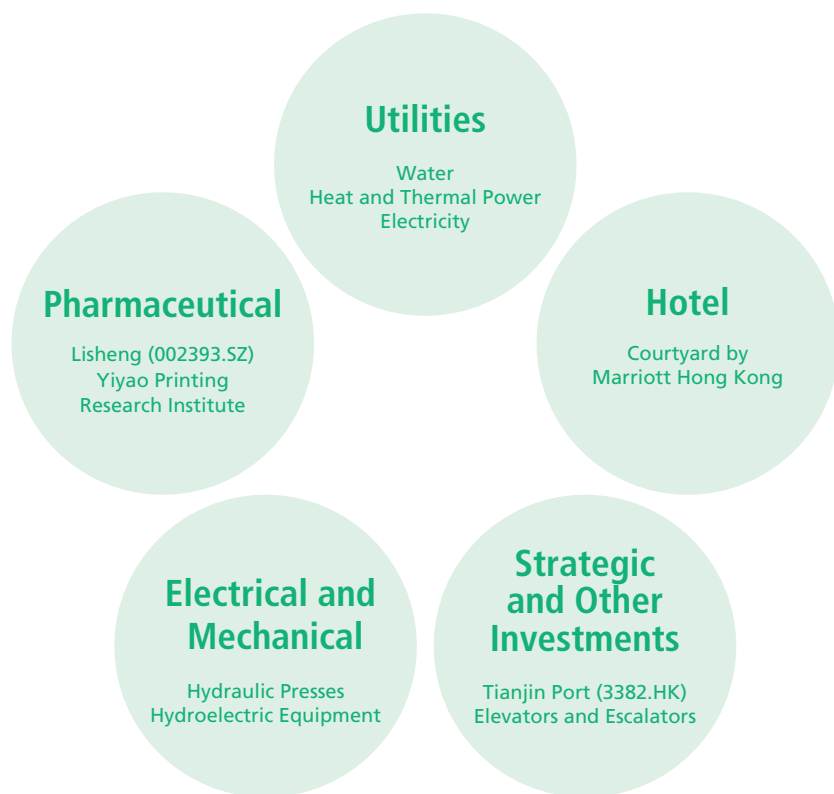 Utilities
Water
Heat and Thermal Power
Electricity
Pharmaceutical
Lisheng (002393.SZ)
Yiyao Printing
Research Institute
Hotel
Courtyard by
Marriott Hong Kong
Electrical and
Mechanical
Hydraulic Presses
Hydroelectric Equipment
Strategic
and Other
Investments
Tianjin Port (3382.HK)
Elevators and Escalators